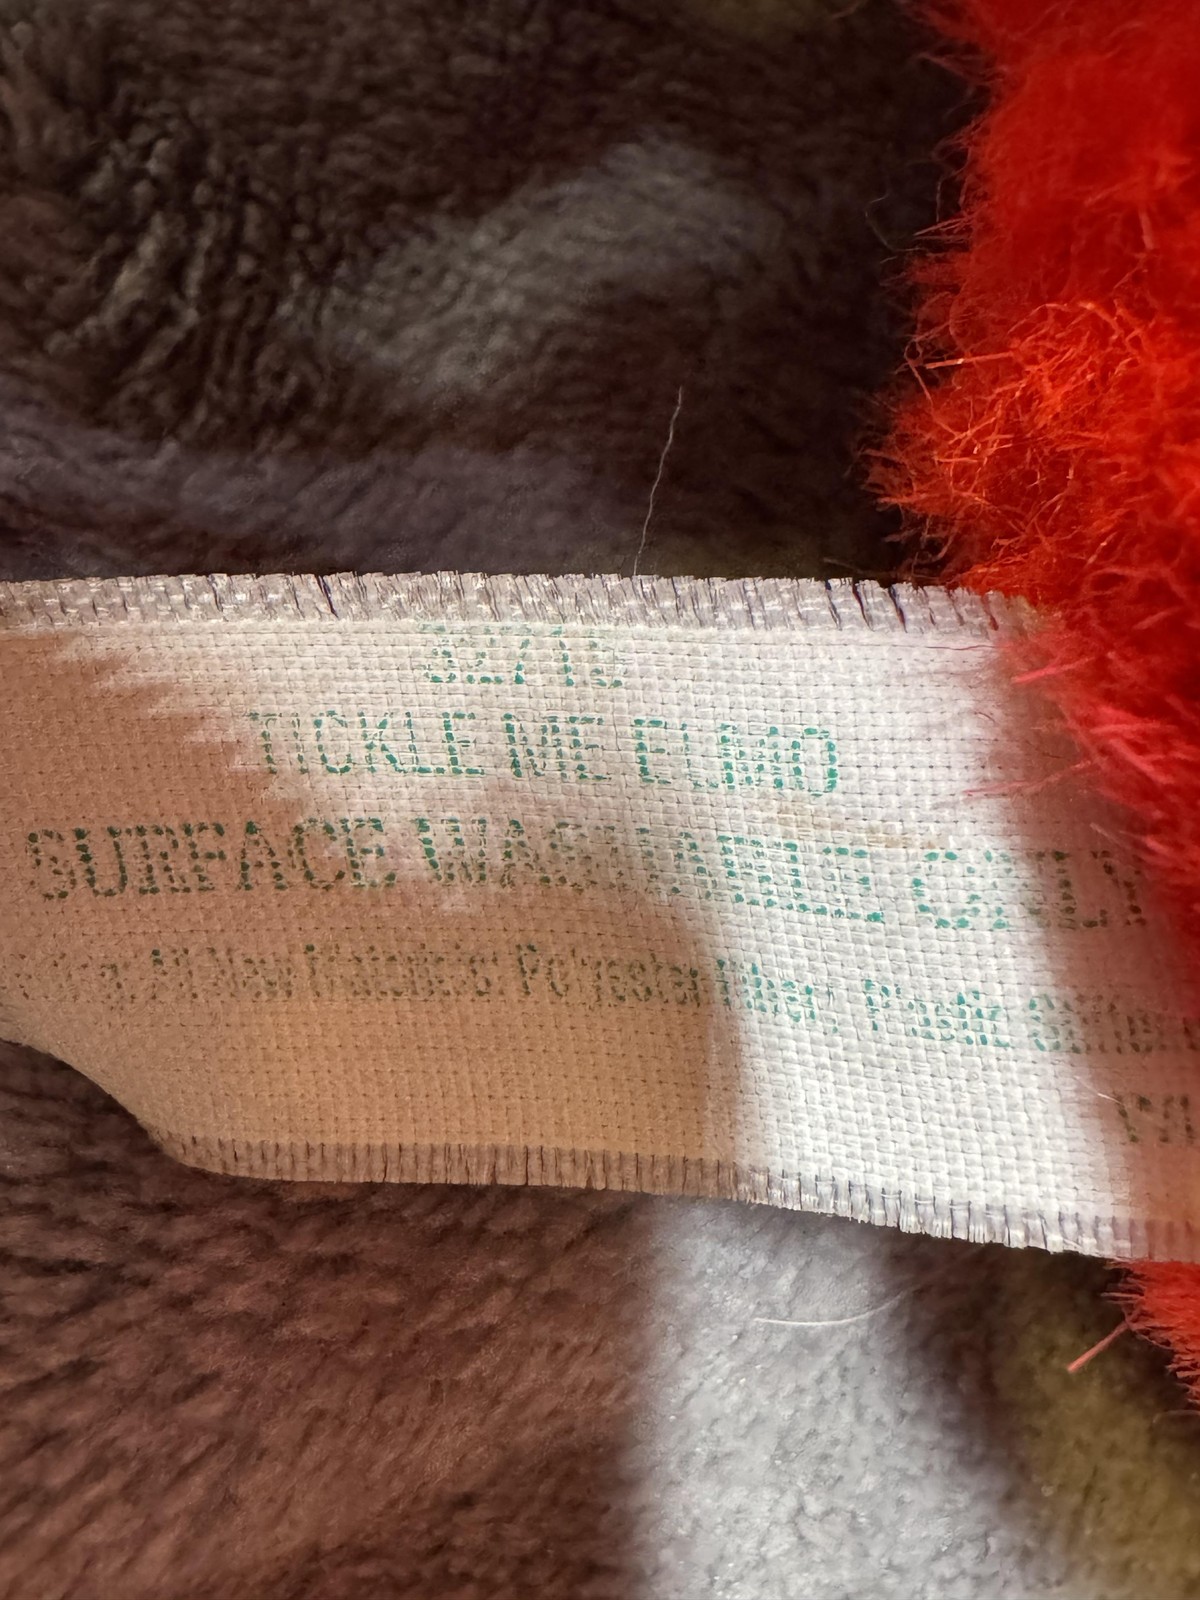 TICKLE ME ELMO
SURFACE WASHABLE ONLY
All New Materials: Polyester Fiber, Plastic